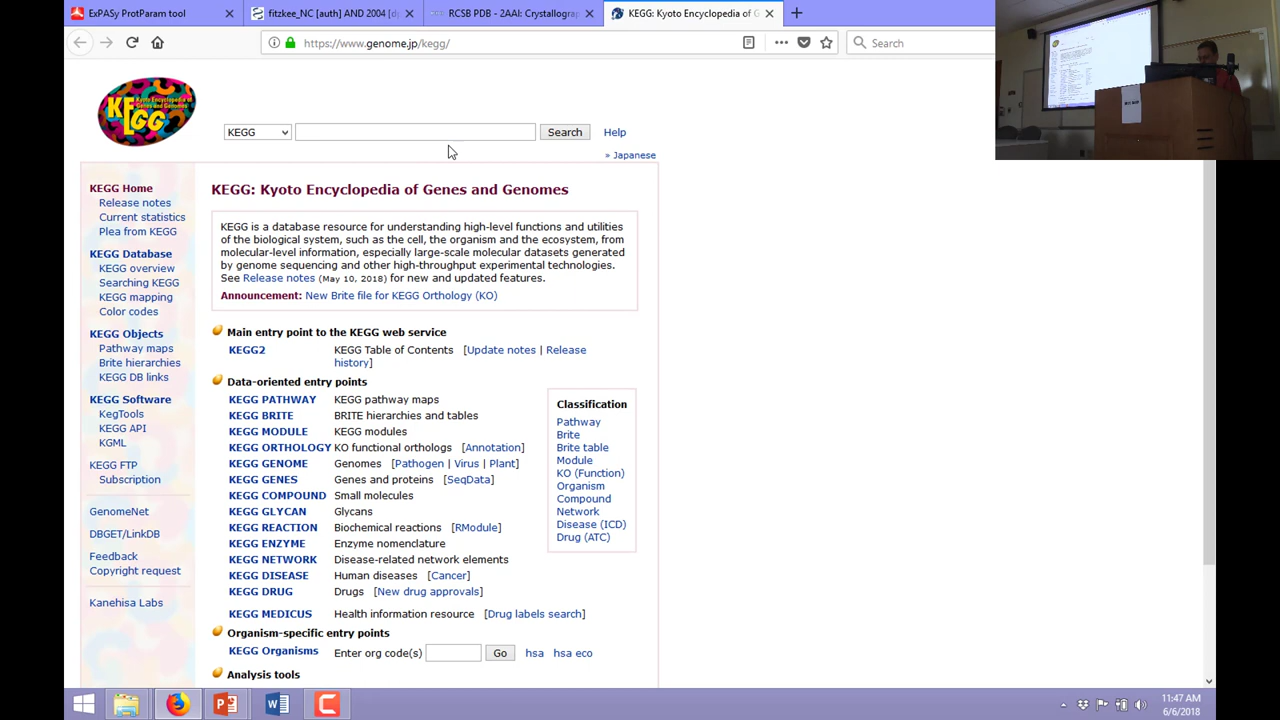 ExPASy ProtParam tool
fitzkee_NC [auth] AND 2004 [d
RCSB PDB - 2AAI: Crystallograp
KEGG: Kyoto Encyclopedia of G
https://www.genome.jp/kegg/
Search
KEGG
Kyoto Encyclopedia
of Genes and Genomes
KEGG
Search
Help
» Japanese
KEGG Home
Release notes
Current statistics
Plea from KEGG
KEGG Database
KEGG overview
Searching KEGG
KEGG mapping
Color codes
KEGG Objects
Pathway maps
Brite hierarchies
KEGG DB links
KEGG Software
KegTools
KEGG API
KGML
KEGG FTP
Subscription
GenomeNet
DBGET/LinkDB
Feedback
Copyright request
Kanehisa Labs
KEGG: Kyoto Encyclopedia of Genes and Genomes
KEGG is a database resource for understanding high-level functions and utilities
of the biological system, such as the cell, the organism and the ecosystem, from
molecular-level information, especially large-scale molecular datasets generated
by genome sequencing and other high-throughput experimental technologies.
See Release notes (May 10, 2018) for new and updated features.
Announcement: New Brite file for KEGG Orthology (KO)
Main entry point to the KEGG web service
KEGG2 KEGG Table of Contents [Update notes | Release
history]
Data-oriented entry points
KEGG PATHWAY KEGG pathway maps
KEGG BRITE BRITE hierarchies and tables
KEGG MODULE KEGG modules
KEGG ORTHOLOGY KO functional orthologs [Annotation]
KEGG GENOME Genomes [Pathogen | Virus | Plant]
KEGG GENES Genes and proteins [SeqData]
KEGG COMPOUND Small molecules
KEGG GLYCAN Glycans
KEGG REACTION Biochemical reactions [RModule]
KEGG ENZYME Enzyme nomenclature
KEGG NETWORK Disease-related network elements
KEGG DISEASE Human diseases [Cancer]
KEGG DRUG Drugs [New drug approvals]
KEGG MEDICUS Health information resource [Drug labels search]
Classification
Pathway
Brite
Brite table
Module
KO (Function)
Organism
Compound
Network
Disease (ICD)
Drug (ATC)
Organism-specific entry points
KEGG Organisms Enter org code(s) Go hsa hsa eco
Analysis tools
11:47 AM
6/6/2018